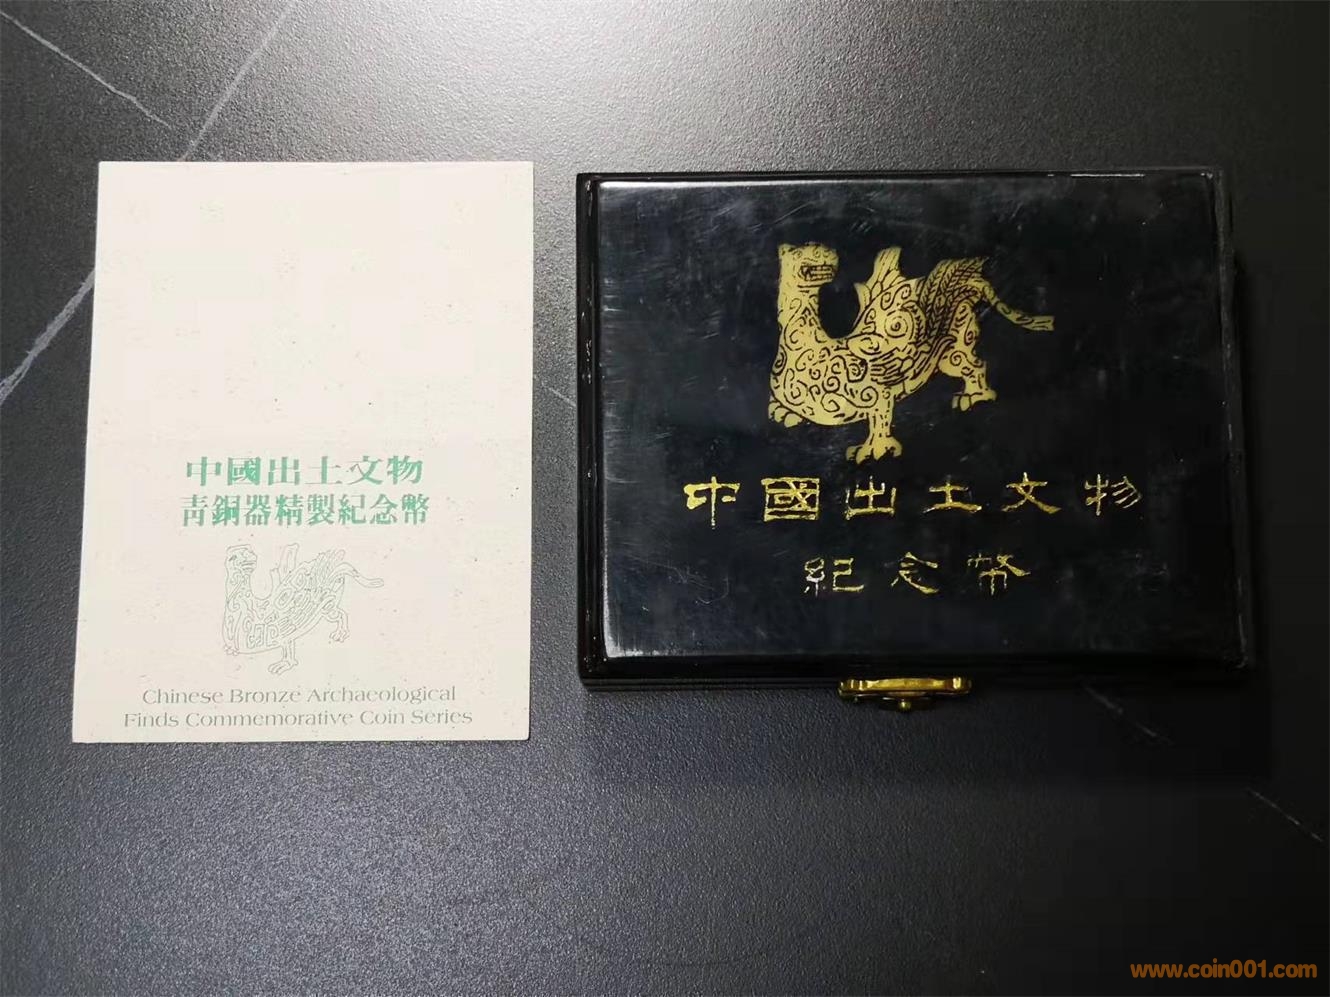 中國出土文物
青銅器精製紀念幣
Chinese Bronze Archaeological
Finds Commemorative Coin Series
中國出土文物
紀念幣
www.coin001.com